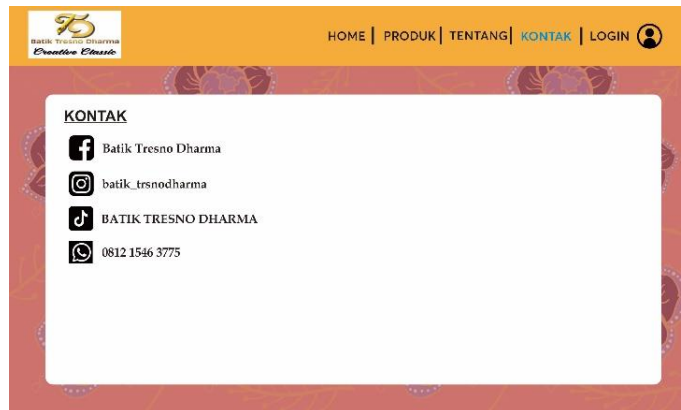 Batik Tresno Dharma
Creative Classic
HOME | PRODUK | TENTANG | KONTAK | LOGIN
KONTAK
Batik Tresno Dharma
batik_trsnodharma
BATIK TRESNO DHARMA
0812 1546 3775